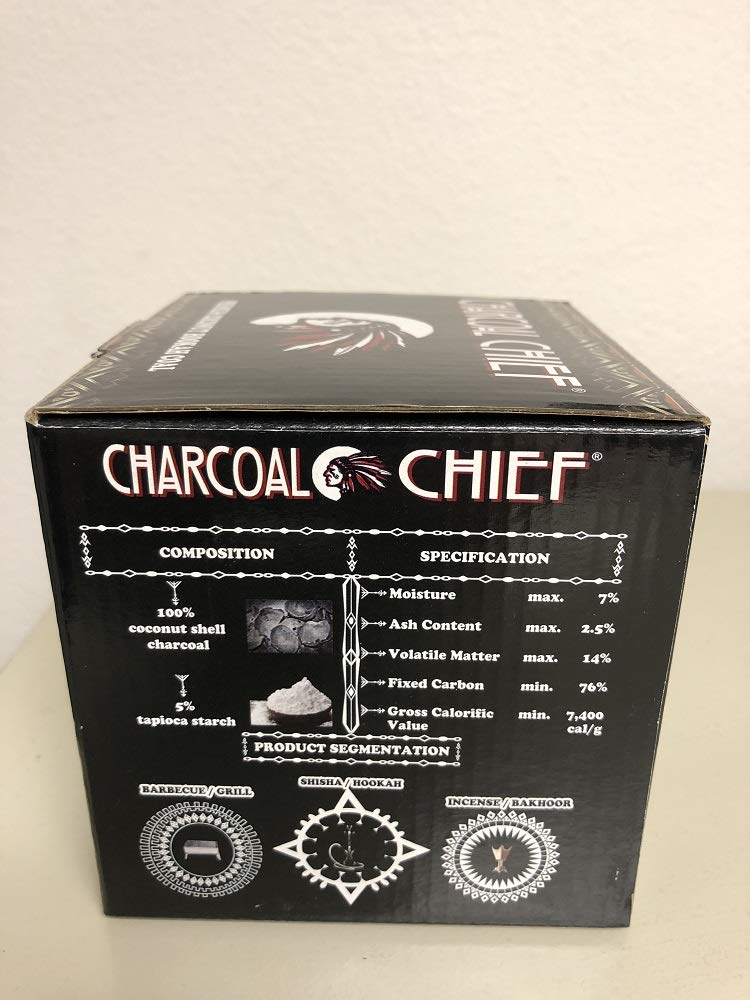 CHARCOAL CHIEF®
CHARCOAL CHIEF®
COMPOSITION
100%
coconut shell
charcoal
5%
tapioca starch
SPECIFICATION
Moisture max. 7%
Ash Content max. 2.5%
Volatile Matter max. 14%
Fixed Carbon min. 76%
Gross Calorific Value min. 7,400 cal/g
PRODUCT SEGMENTATION
BARBECUE / GRILL
SHISHA / HOOKAH
INCENSE / BAKHOOR